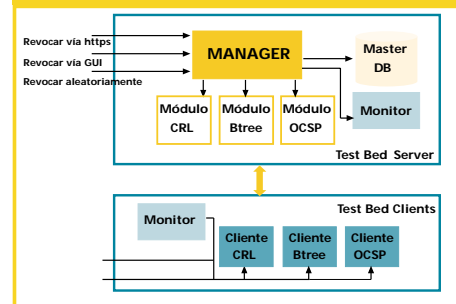 Revocar vía https
Revocar vía GUI
Revocar aleatoriamente
MANAGER
Master
DB
Módulo
CRL
Módulo
Btree
Módulo
OCSP
Monitor
Test Bed Server
Monitor
Test Bed Clients
Cliente
CRL
Cliente
Btree
Cliente
OCSP